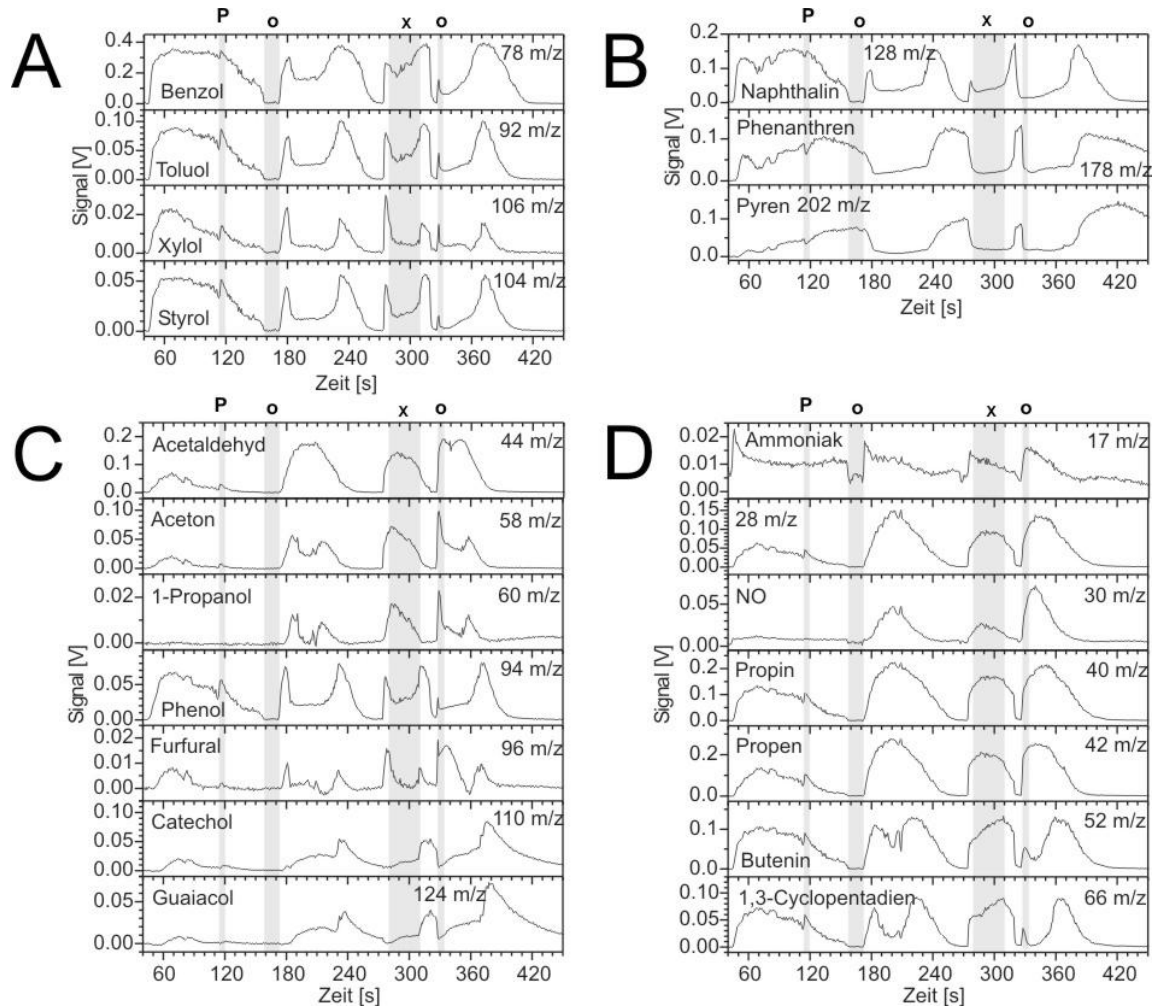 A
P o x o
0.4
0.2
0.0
78 m/z
Benzol
0.10
0.05
0.00
92 m/z
Toluol
0.02
0.00
106 m/z
Xylol
0.05
0.00
104 m/z
Styrol
Signal [V]
60 120 180 240 300 360 420
Zeit [s]
B
P o x o
0.2
0.1
0.0
128 m/z
Naphthalin
0.1
0.0
Phenanthren
178 m/z
0.1
0.0
Pyren 202 m/z
Signal [V]
60 120 180 240 300 360 420
Zeit [s]
C
P o x o
0.2
0.1
0.0
Acetaldehyd
44 m/z
0.10
0.05
0.00
Aceton
58 m/z
0.02
0.00
1-Propanol
60 m/z
0.05
0.00
Phenol
94 m/z
0.02
0.01
0.00
Furfural
96 m/z
0.10
0.05
0.00
Catechol
110 m/z
0.05
0.00
Guaiacol
124 m/z
Signal [V]
60 120 180 240 300 360 420
Zeit [s]
D
P o x o
0.02
0.01
0.00
Ammoniak
17 m/z
0.15
0.10
0.05
0.00
28 m/z
0.05
0.00
NO
30 m/z
0.2
0.1
0.0
Propin
40 m/z
0.2
0.0
Propen
42 m/z
0.1
0.0
Butenin
52 m/z
0.10
0.05
0.00
1,3-Cyclopentadien
66 m/z
Signal [V]
60 120 180 240 300 360 420
Zeit [s]